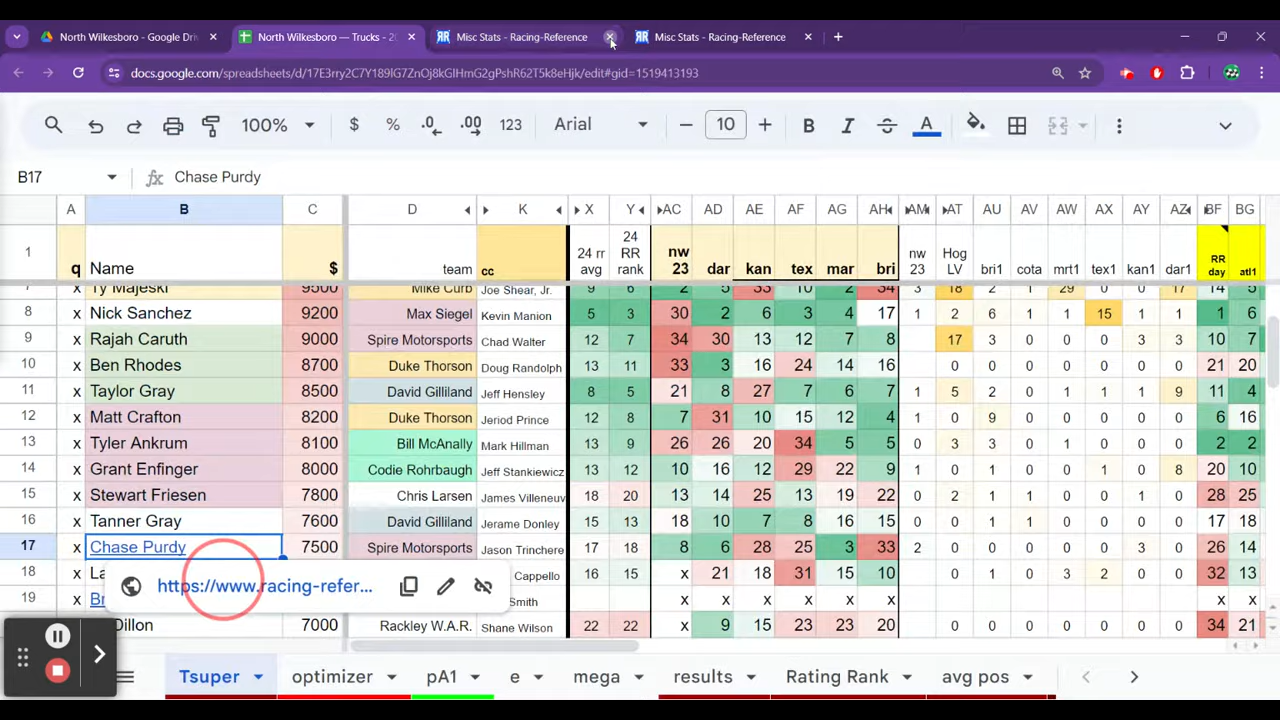 North Wilkesboro - Google Dri
North Wilkesboro — Trucks - 20
Misc Stats - Racing-Reference
Misc Stats - Racing-Reference
docs.google.com/spreadsheets/d/17E3rry2C7Y189lG7ZnOj8kGlHmG2gPshR62T5k8eHjk/edit#gid=1519413193
100% $ % .0 .00 123 Arial 10 B I A
B17 fx Chase Purdy
A B C D K X Y AC AD AE AF AG AH AM AT AU AV AW AX AY AZ BF BG
1 q Name $ team cc 24 rr avg 24 RR rank nw 23 dar kan tex mar bri nw 23 Hog LV bri1 cota mrt1 tex1 kan1 dar1 RR day atl1
7 x Ty Majeski 9500 Mike Curb Joe Shear, Jr. 9 6 2 5 33 10 2 34 3 18 2 1 29 0 0 17 14 5
8 x Nick Sanchez 9200 Max Siegel Kevin Manion 5 3 30 2 6 3 4 17 1 2 6 1 1 15 1 1 1 6
9 x Rajah Caruth 9000 Spire Motorsports Chad Walter 12 7 34 30 13 12 7 8 17 3 0 0 0 3 3 10 7
10 x Ben Rhodes 8700 Duke Thorson Doug Randolph 13 11 33 3 16 24 14 16 0 0 0 0 0 0 0 21 20
11 x Taylor Gray 8500 David Gilliland Jeff Hensley 8 5 21 8 27 7 6 7 1 5 2 1 0 0 1 9 11 4
12 x Matt Crafton 8200 Duke Thorson Jeriod Prince 12 8 7 31 10 15 12 4 1 0 9 0 0 0 0 0 6 16
13 x Tyler Ankrum 8100 Bill McAnally Mark Hillman 13 9 26 26 20 34 5 5 0 3 3 0 1 0 0 0 2 2
14 x Grant Enfinger 8000 Codie Rohrbaugh Jeff Stankiewicz 13 12 10 16 12 29 22 9 1 0 0 0 0 1 0 8 20 10
15 x Stewart Friesen 7800 Chris Larsen James Villeneuv 18 20 13 14 25 13 19 22 0 2 1 1 0 1 0 0 28 25
16 x Tanner Gray 7600 David Gilliland Jerame Donley 15 13 18 10 7 8 16 15 0 0 1 1 0 0 0 0 17 18
17 x Chase Purdy 7500 Spire Motorsports Jason Trinchere 17 18 8 6 28 25 3 33 2 0 0 0 0 0 3 0 26 14
18 x La Cappello 16 15 x 21 18 31 15 10 0 1 0 3 2 0 0 32 13
https://www.racing-refer...
19 Br Smith x x x x x x x x
Dillon 7000 Rackley W.A.R. Shane Wilson 22 22 x 9 15 23 23 20 0 0 0 0 0 0 0 34 21
Tsuper optimizer pA1 e mega results Rating Rank avg pos